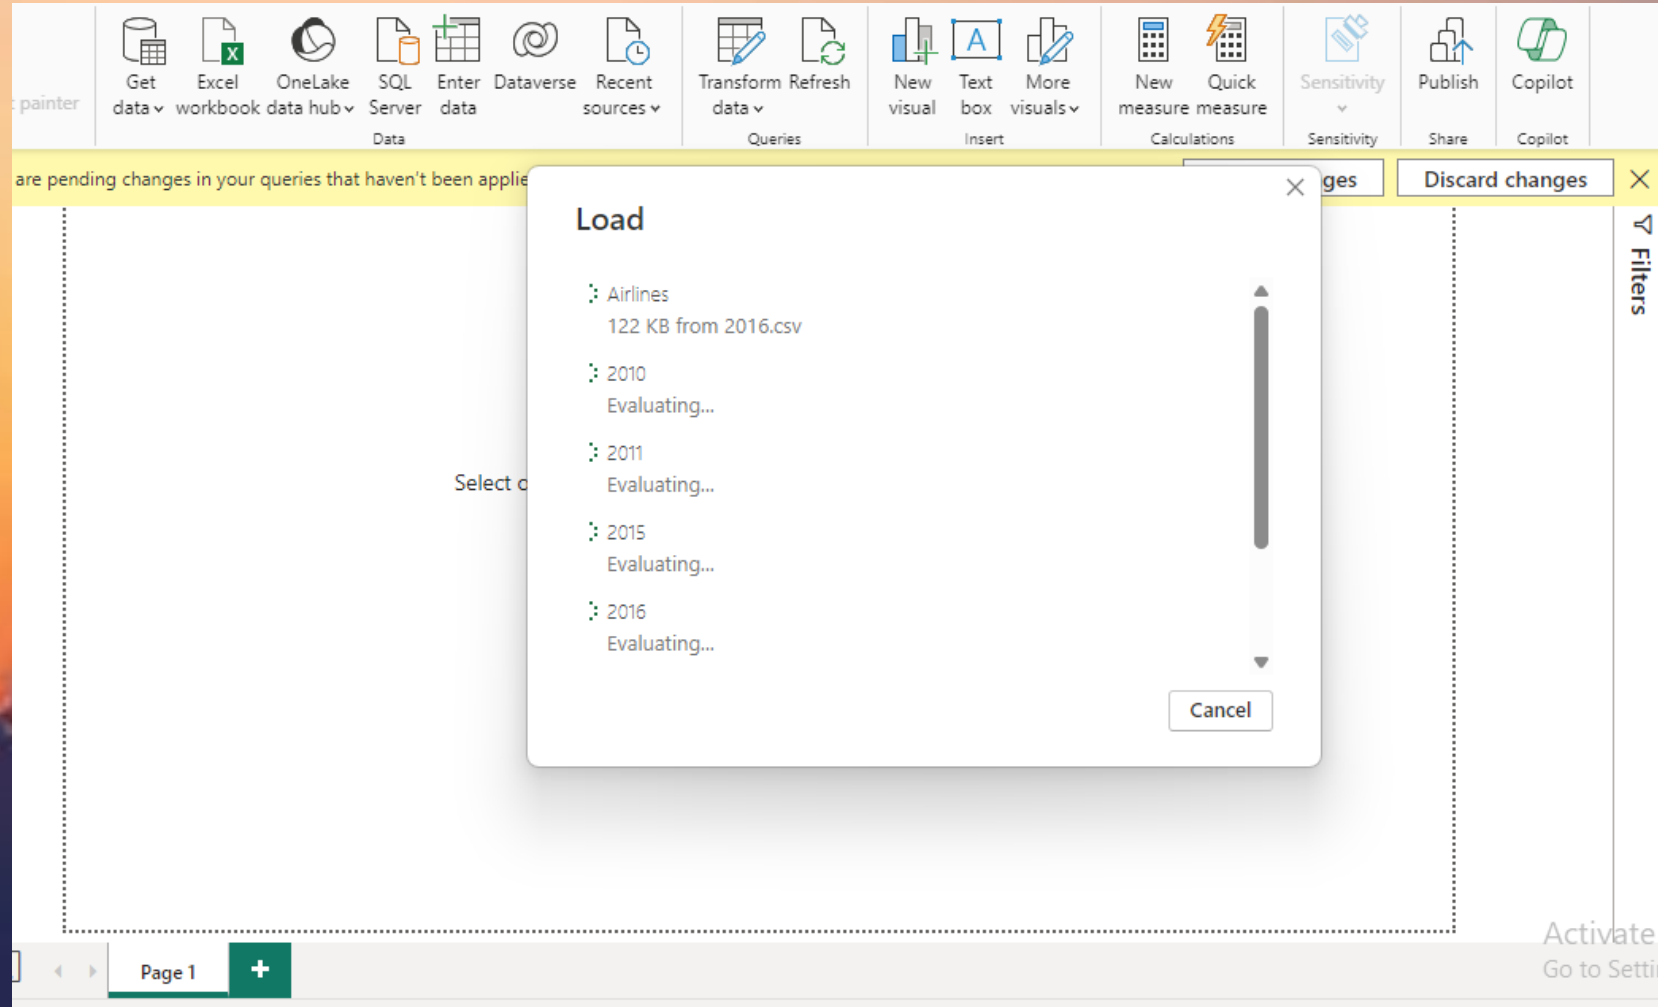 Get data
Excel workbook
OneLake data hub
SQL Server
Enter data
Dataverse
Recent sources
Transform data
Refresh
New visual
Text box
More visuals
New measure
Quick measure
Sensitivity
Publish
Copilot
painter
Data
Queries
Insert
Calculations
Sensitivity
Share
Copilot
are pending changes in your queries that haven't been applie
ges
Discard changes
Load
Airlines
122 KB from 2016.csv
2010
Evaluating...
2011
Evaluating...
2015
Evaluating...
2016
Evaluating...
Cancel
Select
Filters
Page 1
Activate
Go to Setti